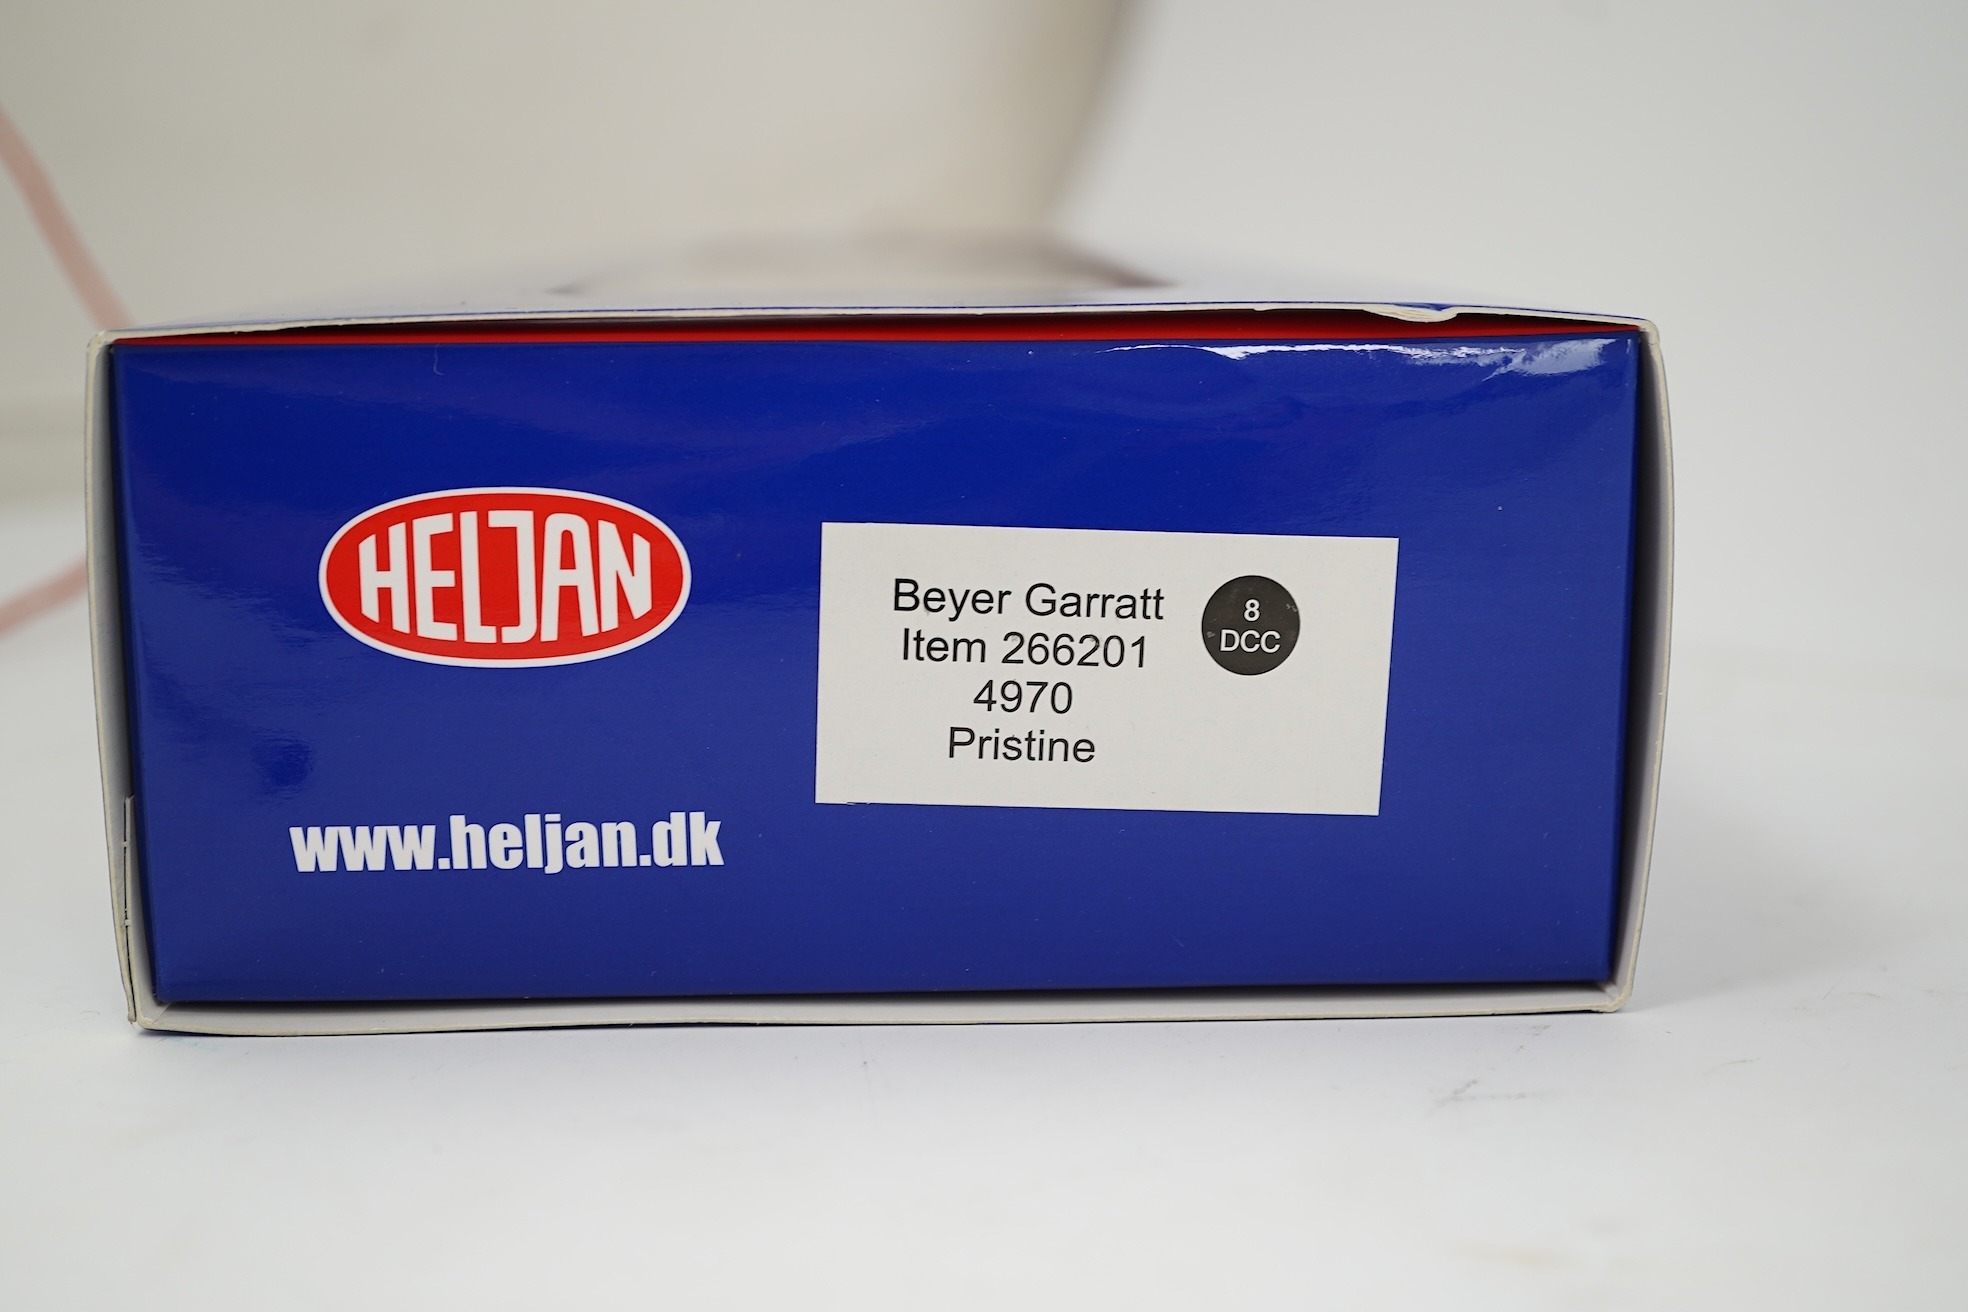 HELJAN
www.heljan.dk
Beyer Garratt
Item 266201
4970
Pristine
8
DCC